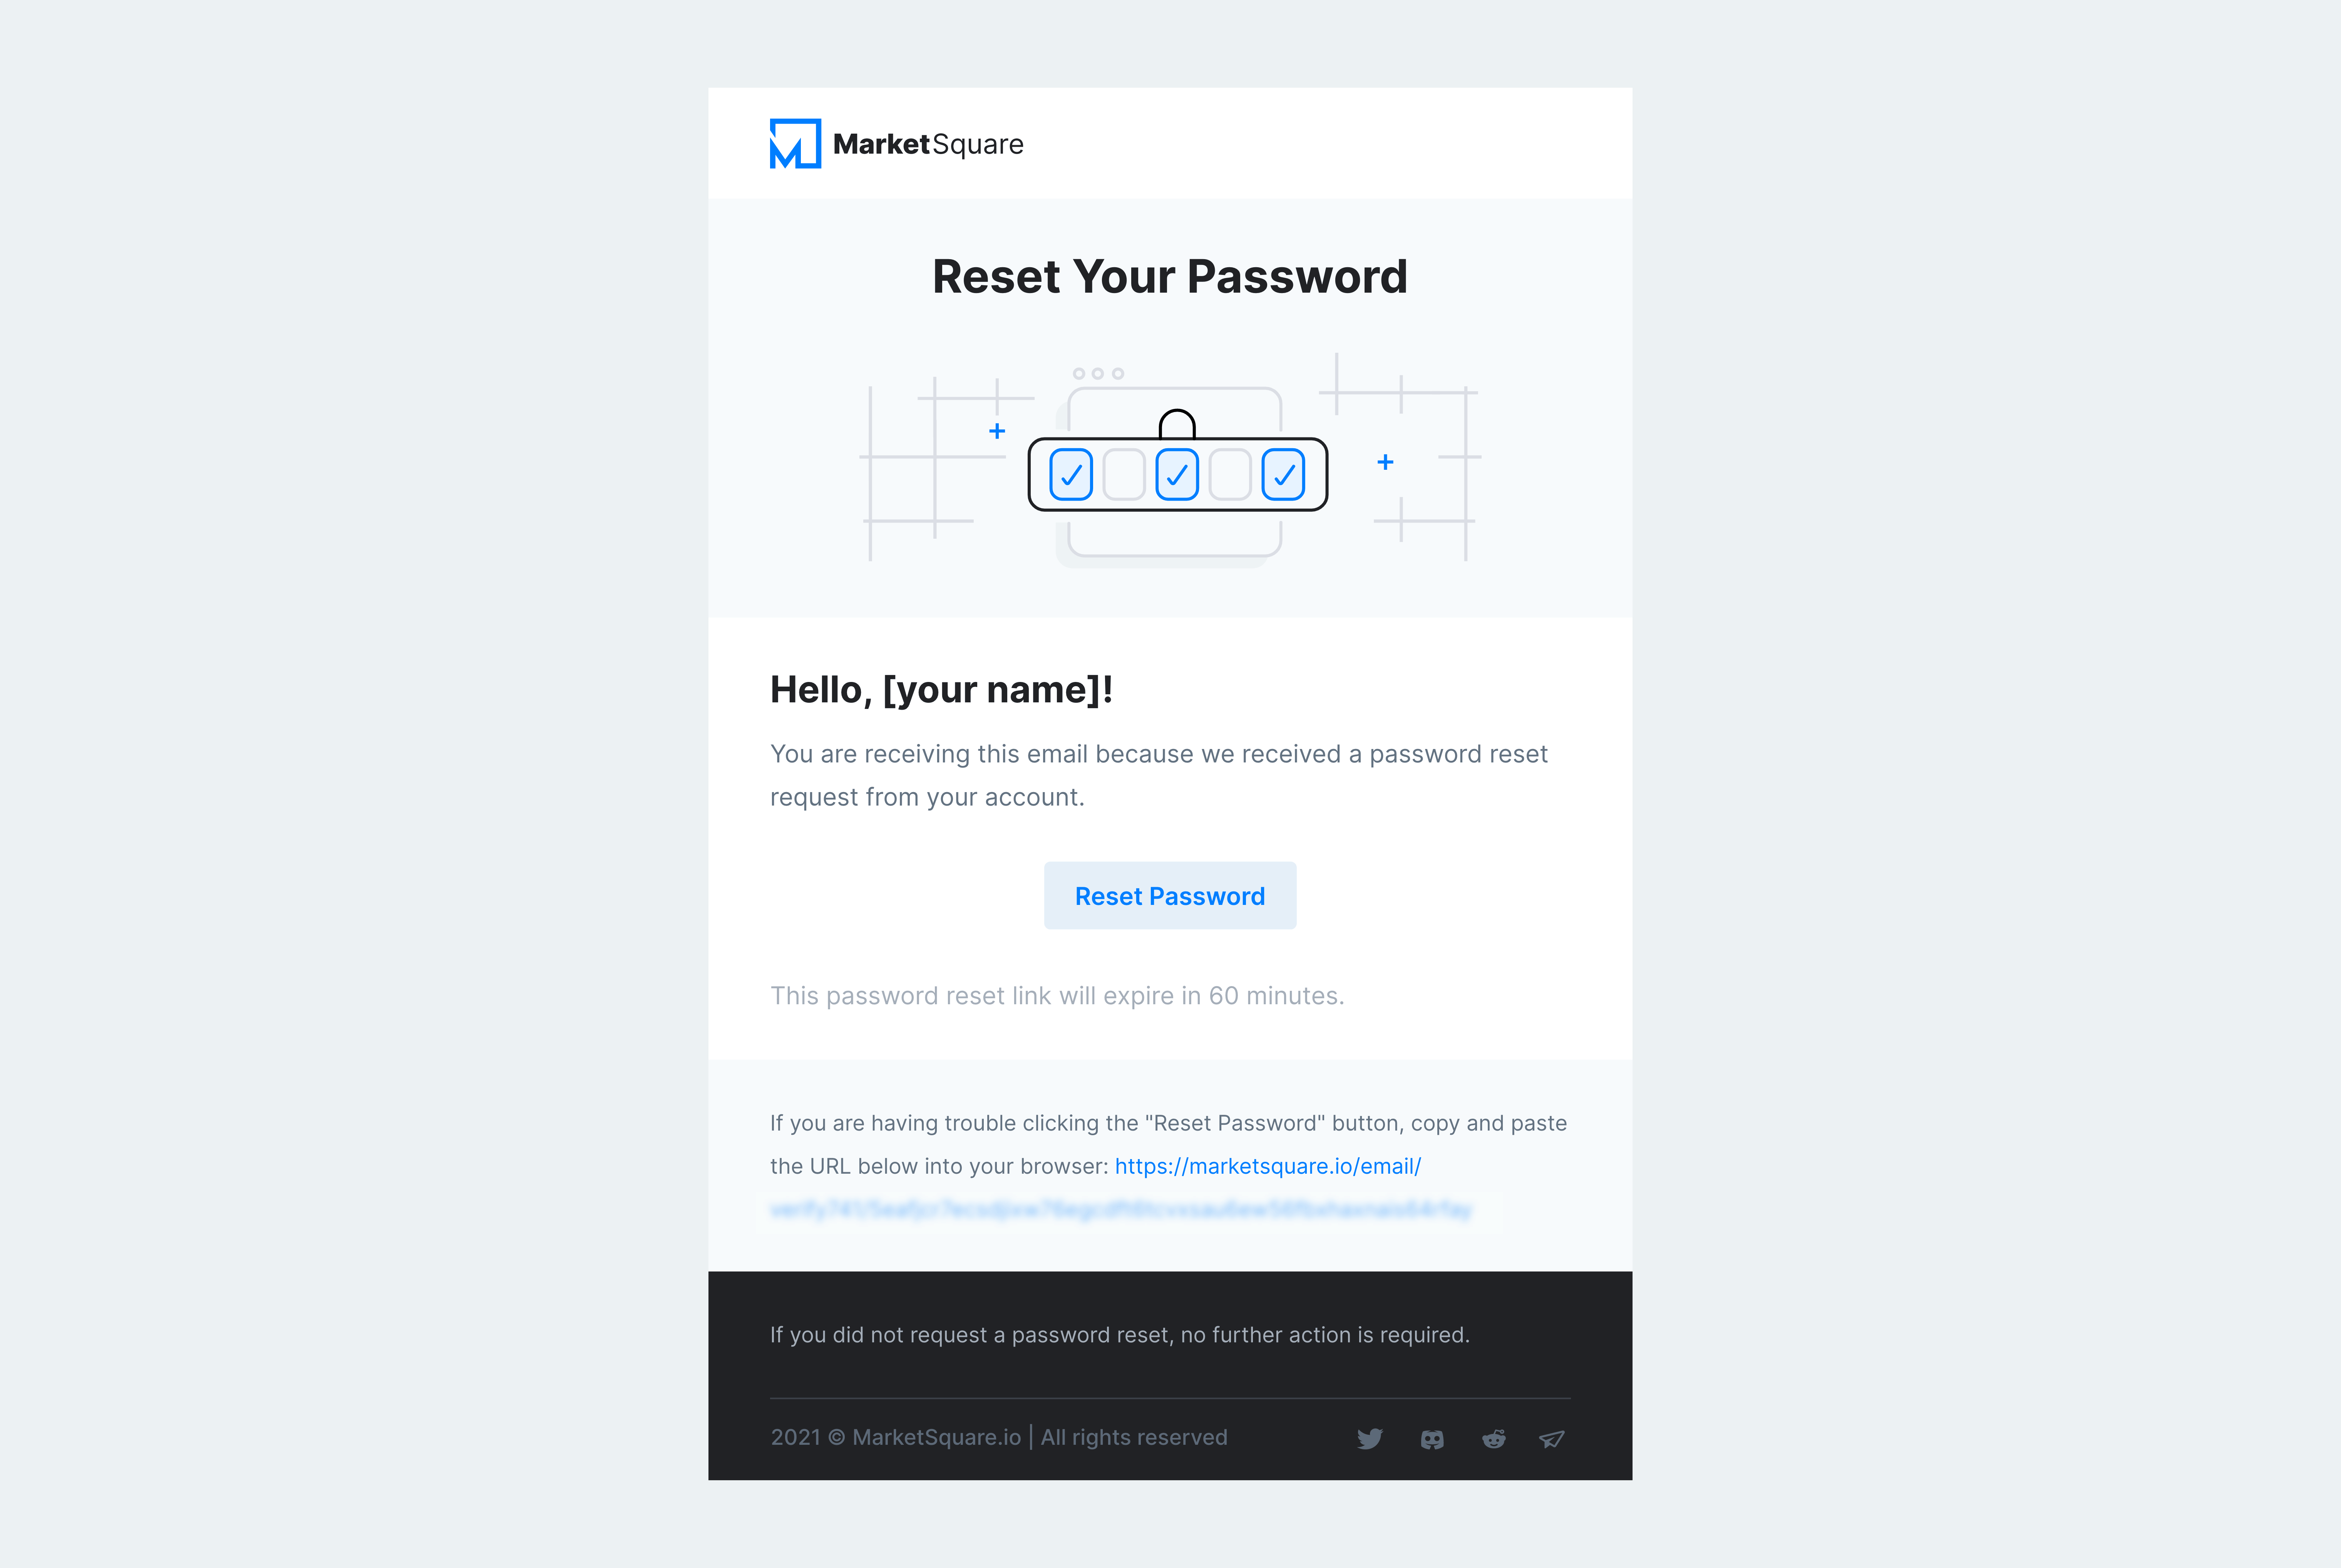 MarketSquare
Reset Your Password
Hello, [your name]!
You are receiving this email because we received a password reset
request from your account.
Reset Password
This password reset link will expire in 60 minutes.
If you are having trouble clicking the "Reset Password" button, copy and paste
the URL below into your browser: https://marketsquare.io/email/
If you did not request a password reset, no further action is required.
2021 © MarketSquare.io | All rights reserved